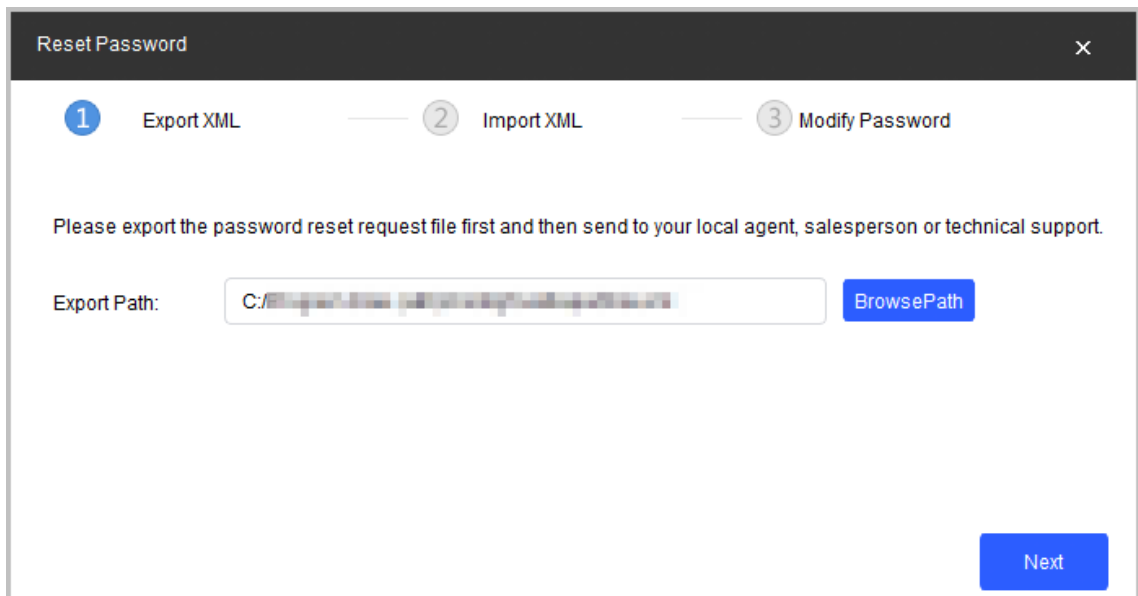 Reset Password
1 Export XML 2 Import XML 3 Modify Password
Please export the password reset request file first and then send to your local agent, salesperson or technical support.
Export Path: C:/ BrowsePath
Next